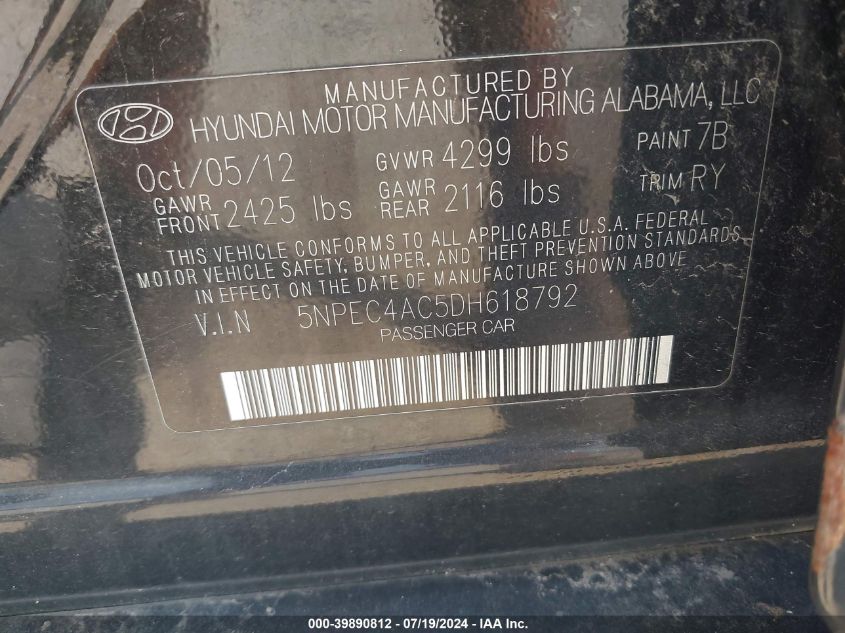 MANUFACTURED BY
HYUNDAI MOTOR MANUFACTURING ALABAMA, LLC
Oct/05/12 GVWR 4299 lbs PAINT 7B
GAWR FRONT 2425 lbs GAWR REAR 2116 lbs TRIM RY
THIS VEHICLE CONFORMS TO ALL APPLICABLE U.S.A. FEDERAL
MOTOR VEHICLE SAFETY, BUMPER, AND THEFT PREVENTION STANDARDS
IN EFFECT ON THE DATE OF MANUFACTURE SHOWN ABOVE
V.I.N 5NPEC4AC5DH618792
PASSENGER CAR
000-39890812 - 07/19/2024 - IAA Inc.